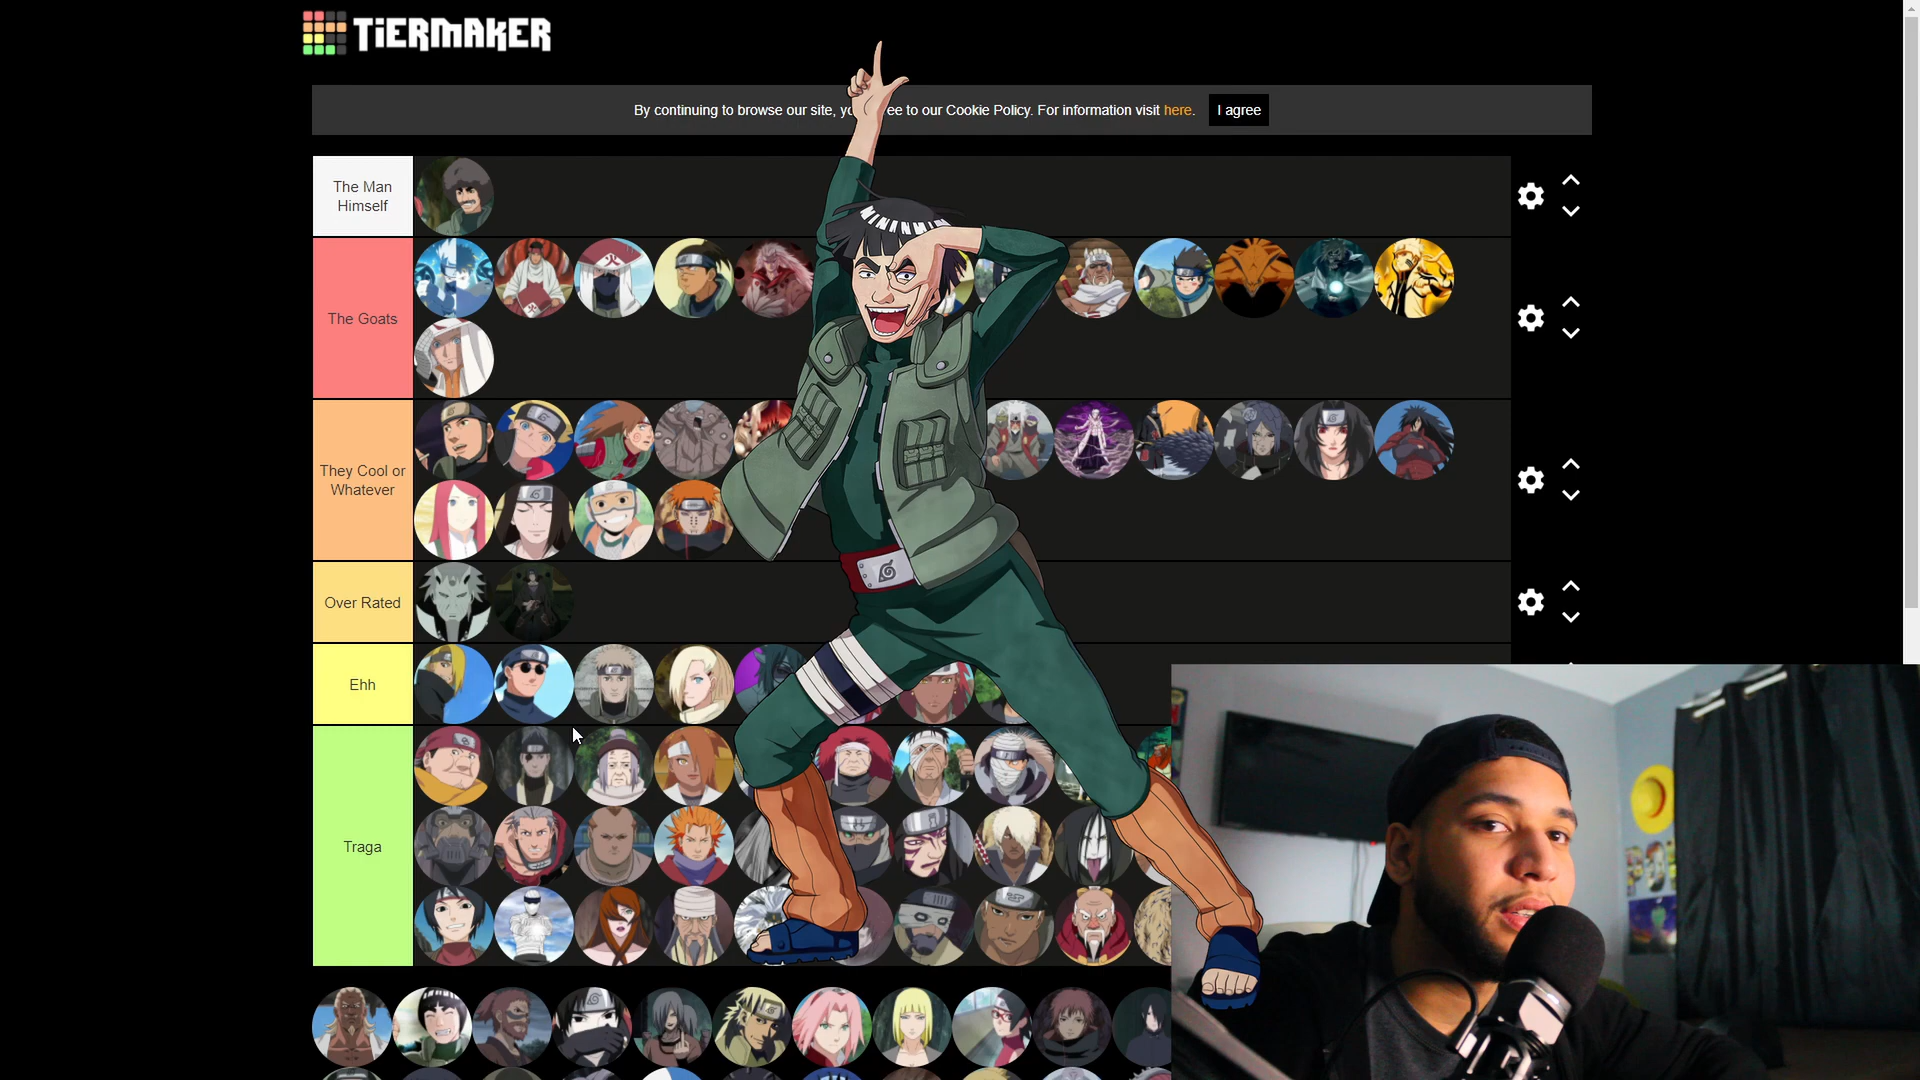 TiERMAKER
By continuing to browse our site, yo ee to our Cookie Policy. For information visit here.
I agree
The Man
Himself
The Goats
They Cool or
Whatever
Over Rated
Ehh
Traga